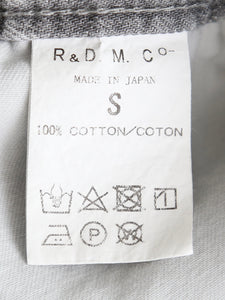 R & D. M. Co-
MADE IN JAPAN
S
100% COTTON/COTON
P